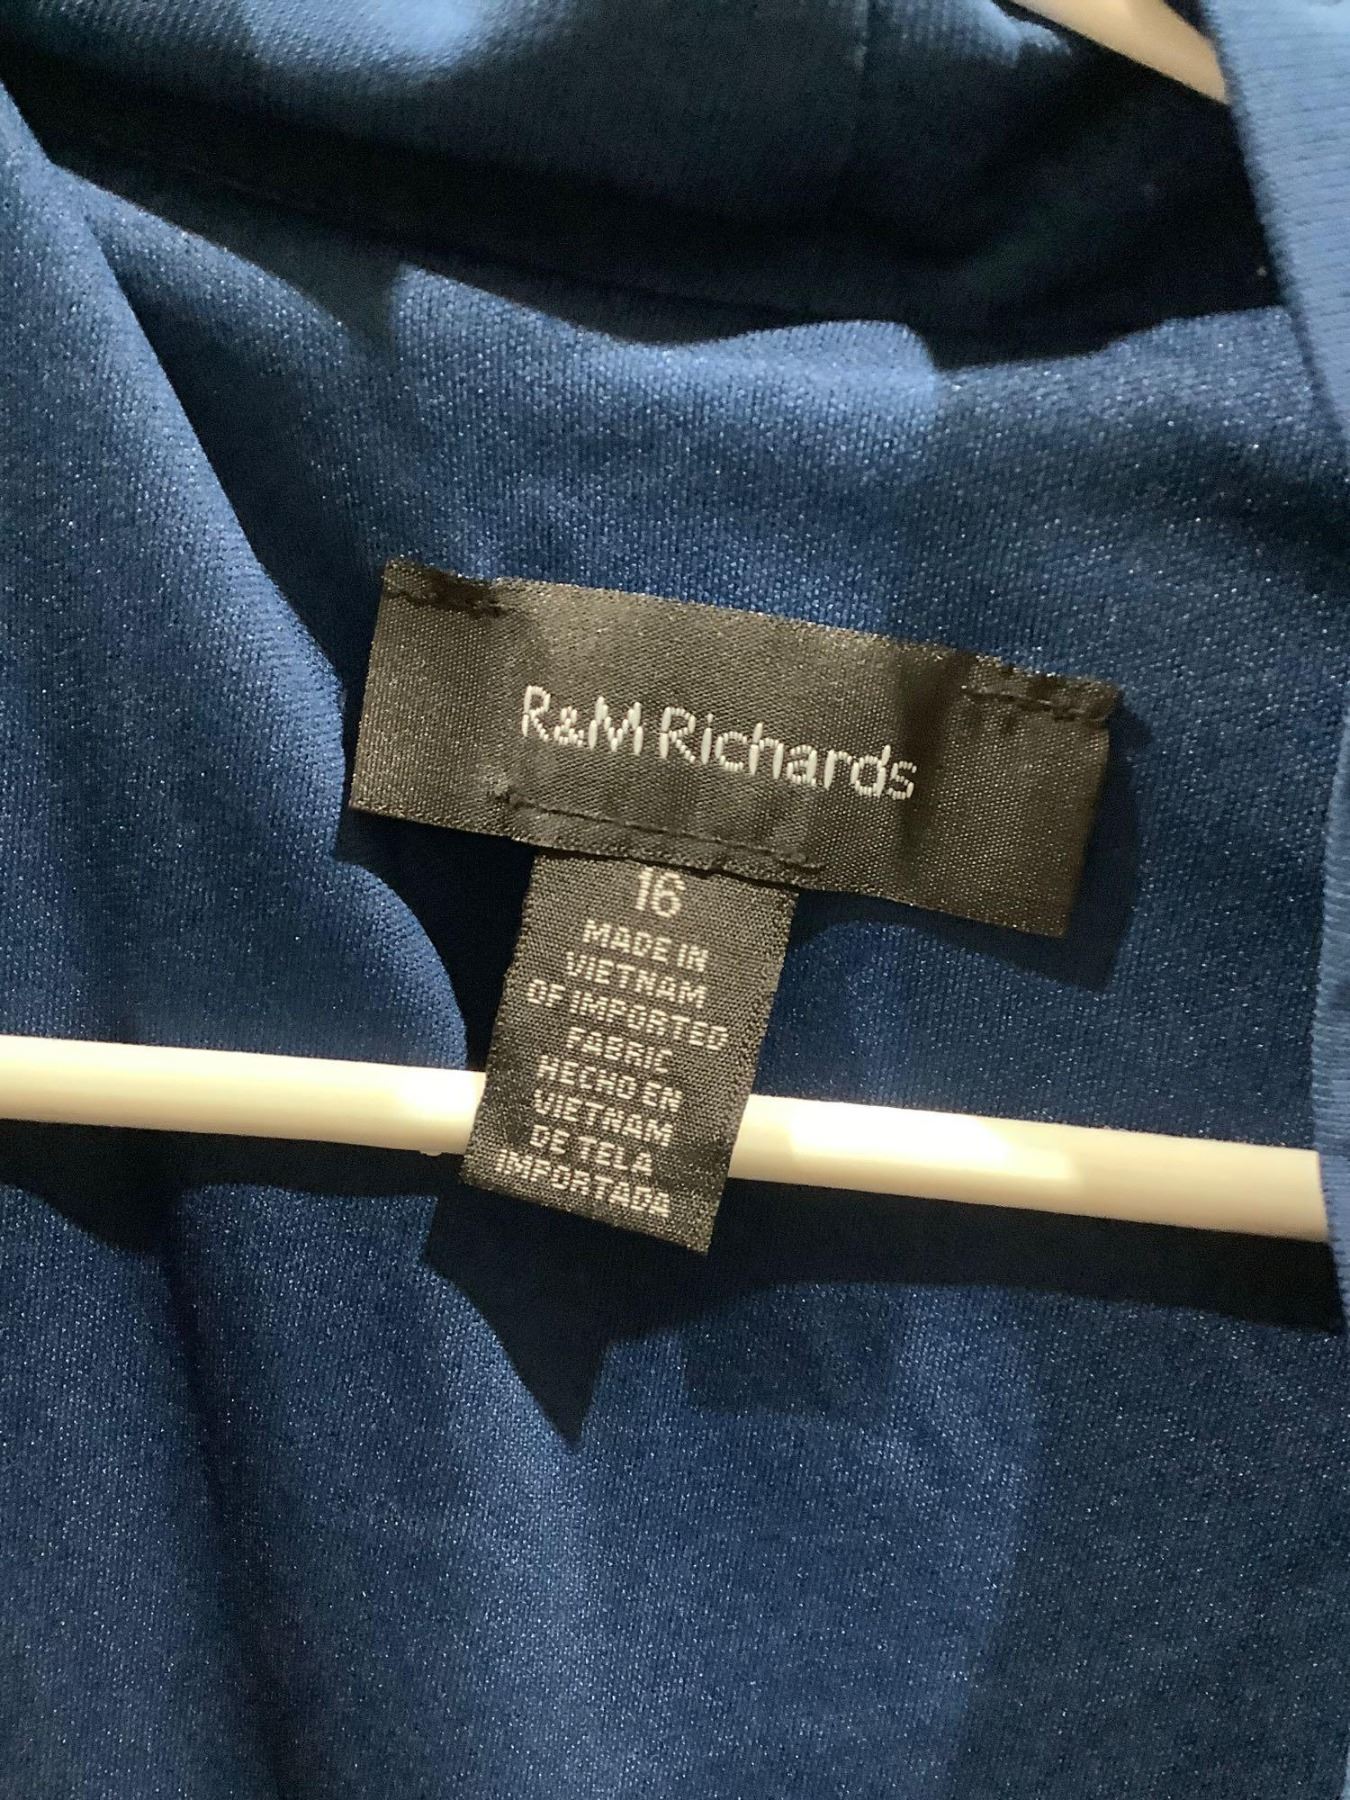 R&M Richards
16
MADE IN
VIETNAM
OF IMPORTED
FABRIC
HECHO EN
VIETNAM
DE TELA
IMPORTADA